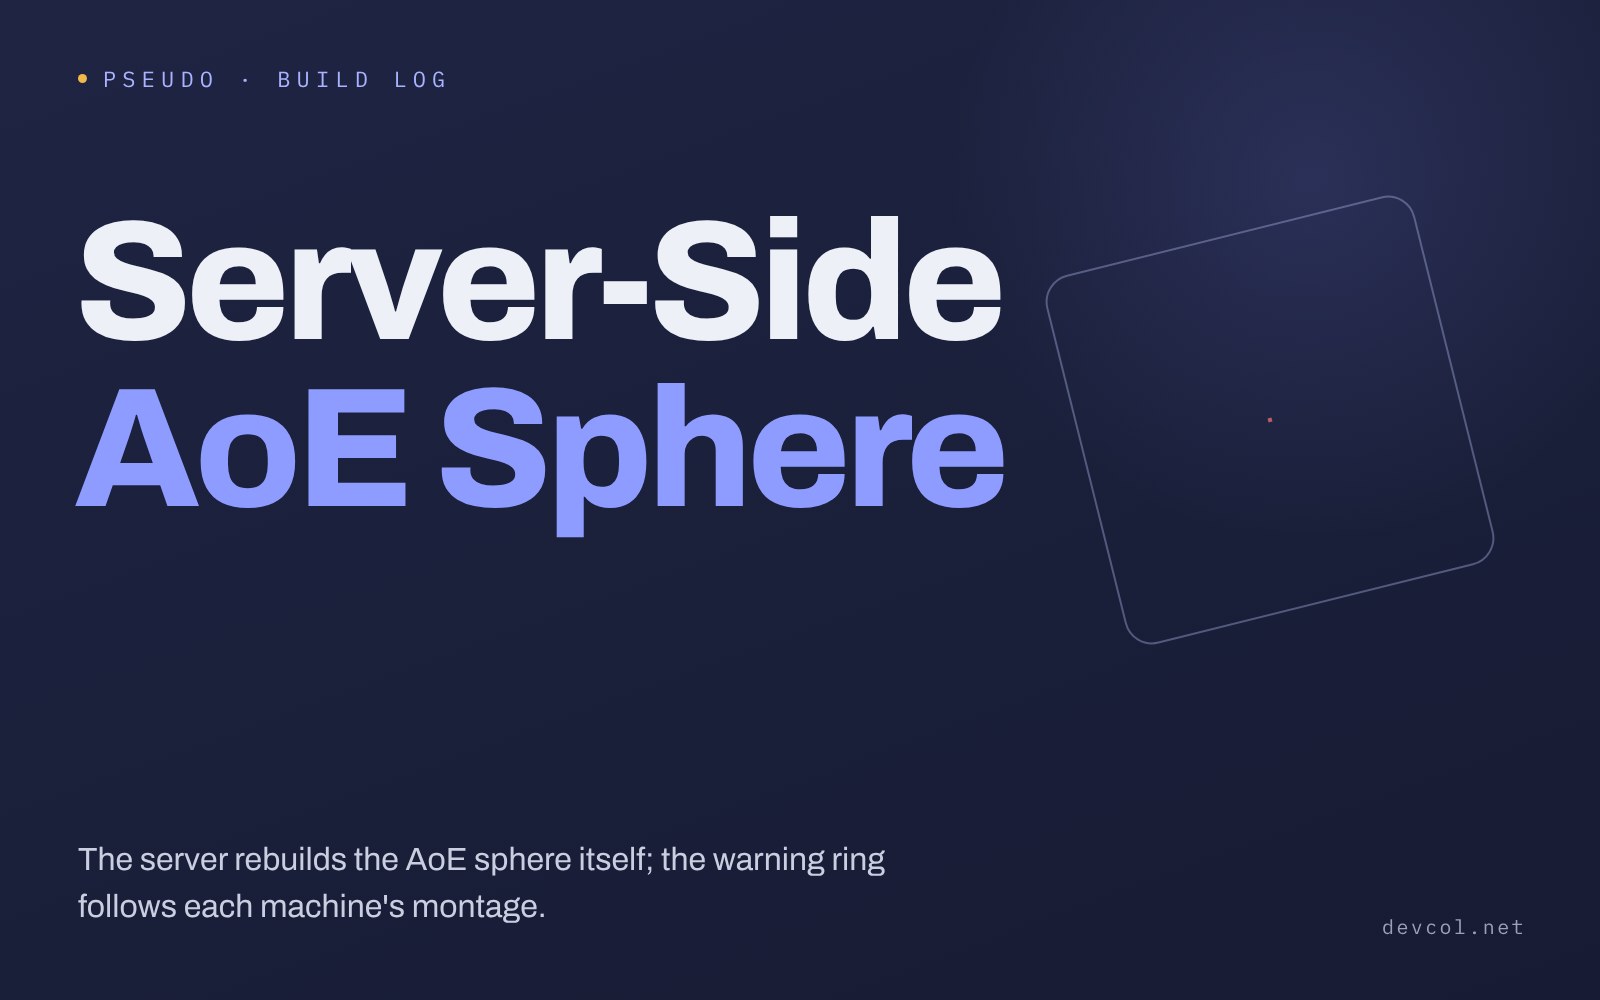 PSEUDO · BUILD LOG
Server-Side
AoE Sphere
The server rebuilds the AoE sphere itself; the warning ring
follows each machine's montage.
devcol.net